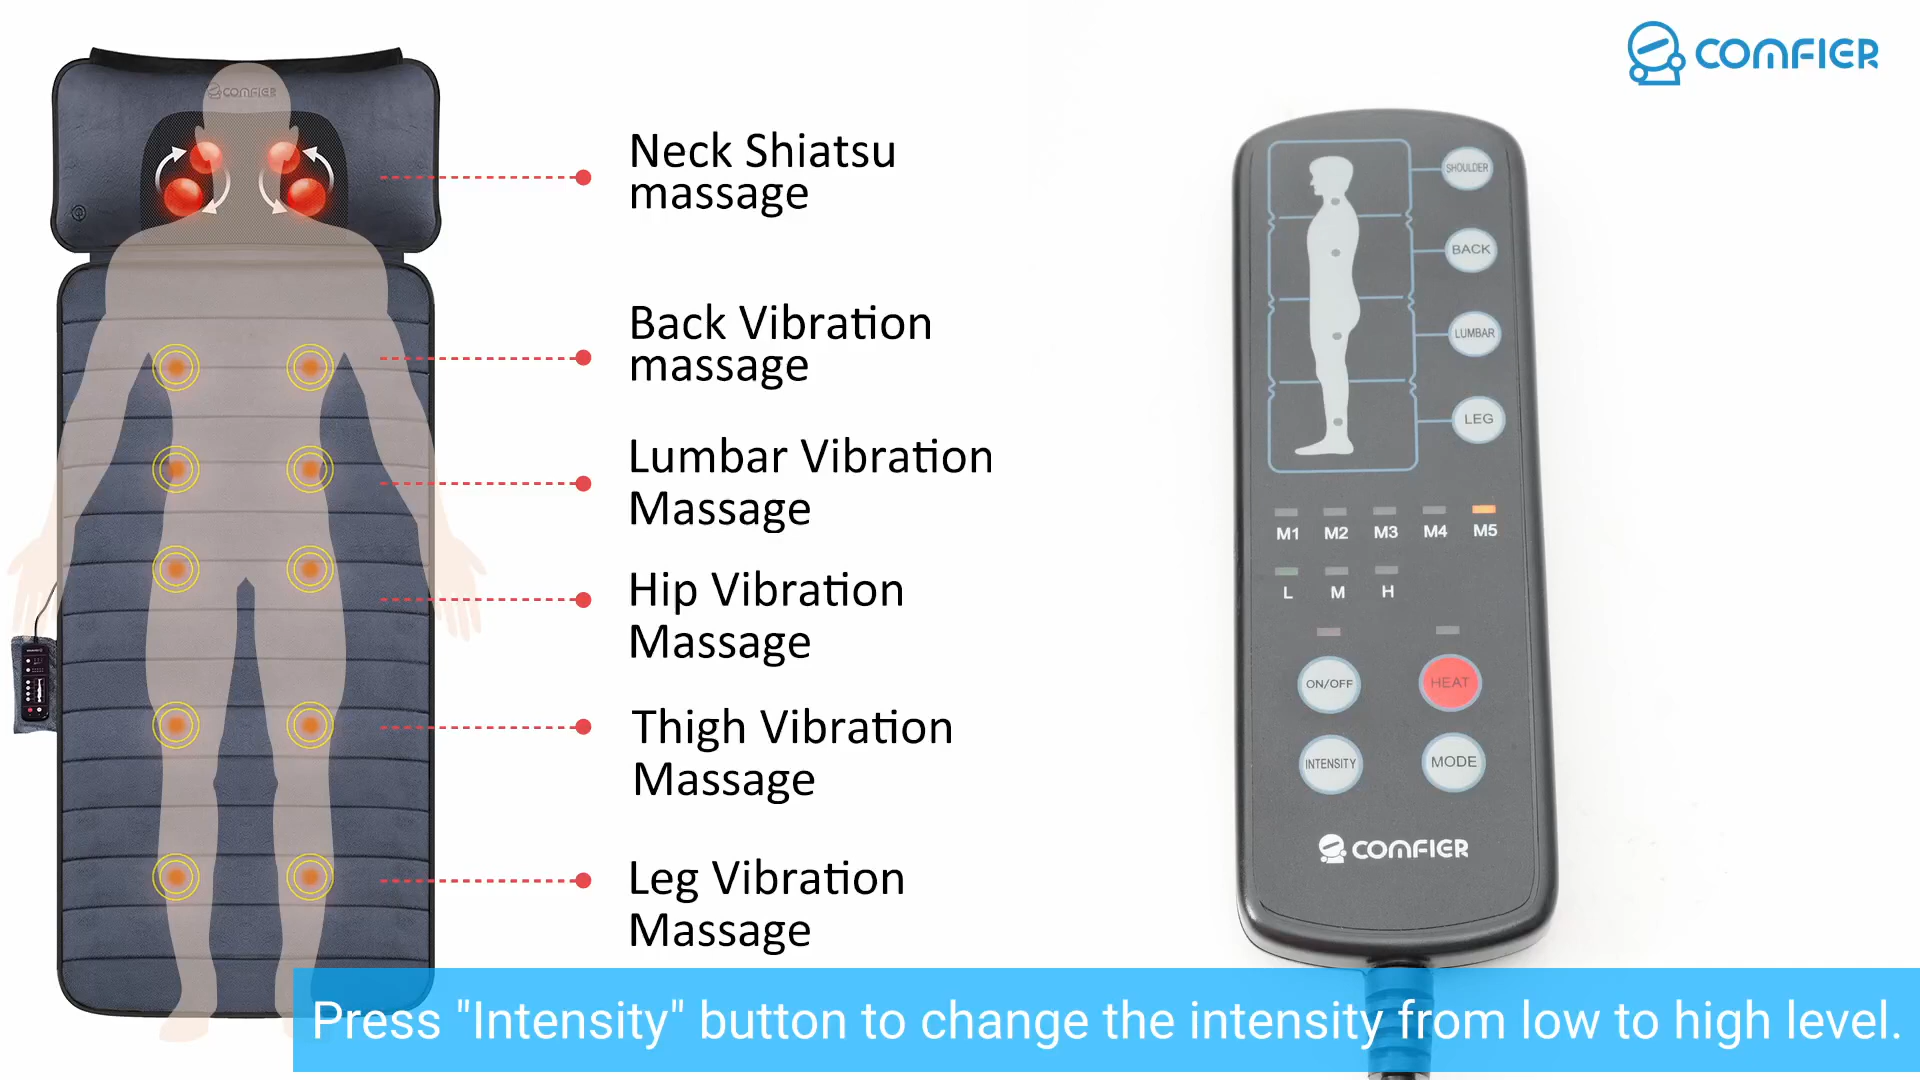 COMFIER
COMFIER
Neck Shiatsu
massage
Back Vibration
massage
Lumbar Vibration
Massage
Hip Vibration
Massage
Thigh Vibration
Massage
Leg Vibration
Massage
SHOULDER
BACK
LUMBAR
LEG
M1 M2 M3 M4 M5
L M H
ON/OFF HEAT
INTENSITY MODE
COMFIER
Press "Intensity" button to change the intensity from low to high level.